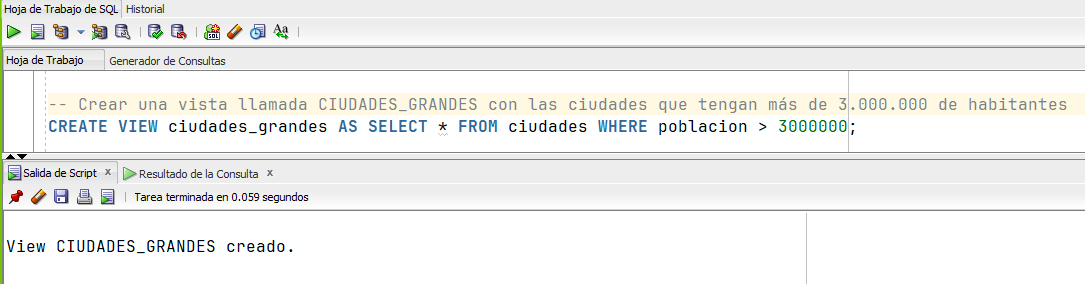 Hoja de Trabajo de SQL Historial
SQL Aa
Hoja de Trabajo Generador de Consultas
-- Crear una vista llamada CIUDADES_GRANDES con las ciudades que tengan más de 3.000.000 de habitantes
CREATE VIEW ciudades_grandes AS SELECT * FROM ciudades WHERE poblacion > 3000000;
Salida de Script x Resultado de la Consulta x
Tarea terminada en 0.059 segundos
View CIUDADES_GRANDES creado.